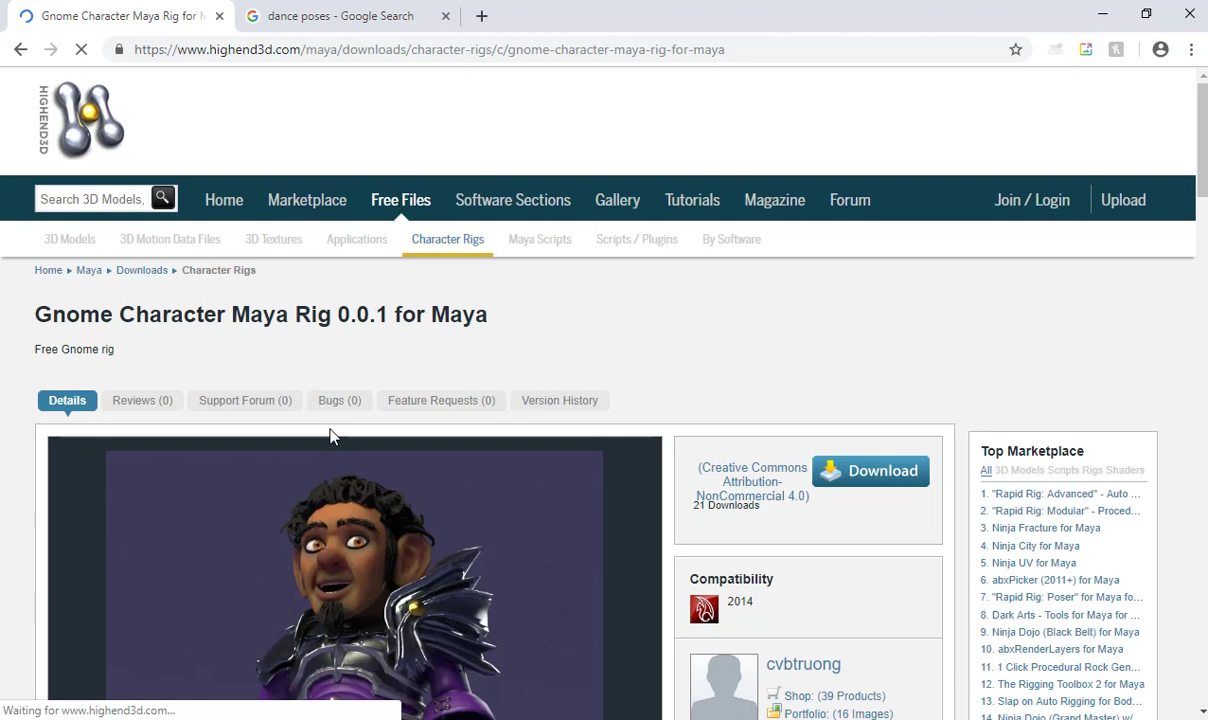 Gnome Character Maya Rig for M
dance poses - Google Search
https://www.highend3d.com/maya/downloads/character-rigs/c/gnome-character-maya-rig-for-maya
HIGHEND3D
Search 3D Models,
Home
Marketplace
Free Files
Software Sections
Gallery
Tutorials
Magazine
Forum
Join / Login
Upload
3D Models
3D Motion Data Files
3D Textures
Applications
Character Rigs
Maya Scripts
Scripts / Plugins
By Software
Home ▸ Maya ▸ Downloads ▸ Character Rigs
Gnome Character Maya Rig 0.0.1 for Maya
Free Gnome rig
Details
Reviews (0)
Support Forum (0)
Bugs (0)
Feature Requests (0)
Version History
(Creative Commons
Attribution-
NonCommercial 4.0)
21 Downloads
Download
Compatibility
2014
cvbtruong
Shop: (39 Products)
Portfolio: (16 Images)
Top Marketplace
All 3D Models Scripts Rigs Shaders
1. "Rapid Rig: Advanced" - Auto ...
2. "Rapid Rig: Modular" - Proced...
3. Ninja Fracture for Maya
4. Ninja City for Maya
5. Ninja UV for Maya
6. abxPicker (2011+) for Maya
7. "Rapid Rig: Poser" for Maya fo...
8. Dark Arts - Tools for Maya for ...
9. Ninja Dojo (Black Belt) for Maya
10. abxRenderLayers for Maya
11. 1 Click Procedural Rock Gen...
12. The Rigging Toolbox 2 for Maya
13. Slap on Auto Rigging for Bod...
14. Ninja Dojo (Grand Master) w/
Waiting for www.highend3d.com...